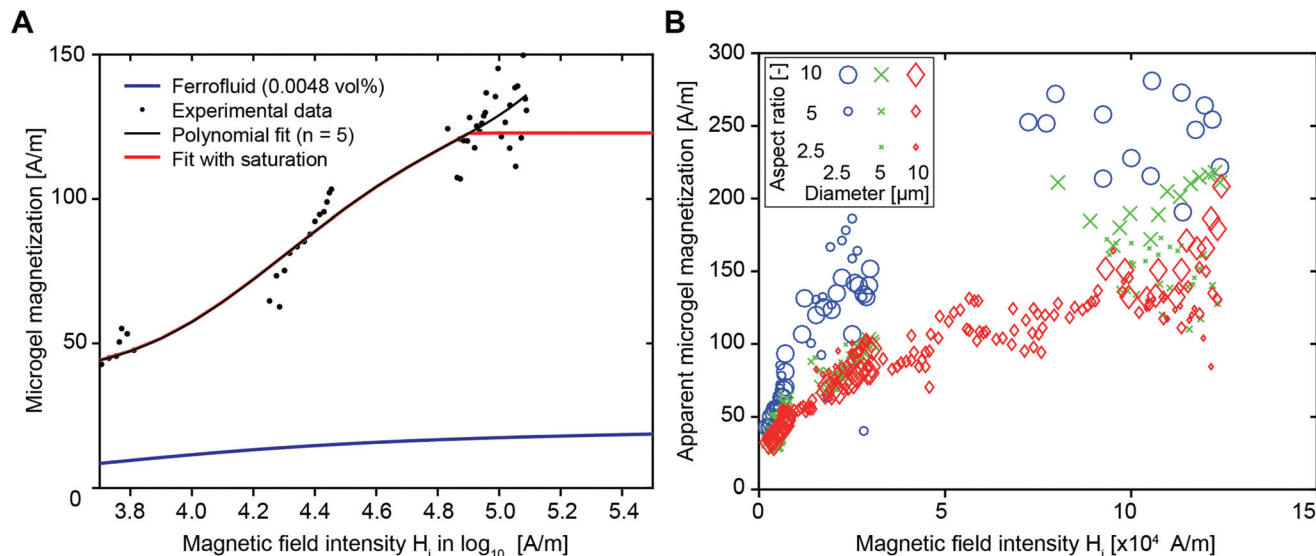 A
150
100
50
0
Microgel magnetization [A/m]
Ferrofluid (0.0048 vol%)
Experimental data
Polynomial fit (n = 5)
Fit with saturation
3.8 4.0 4.2 4.4 4.6 4.8 5.0 5.2 5.4
Magnetic field intensity Hi in log10 [A/m]
B
300
250
200
150
100
50
0
Apparent microgel magnetization [A/m]
Aspect ratio [-]
10
5
2.5
2.5 5 10
Diameter [µm]
0 5 10 15
Magnetic field intensity Hi [x10⁴ A/m]